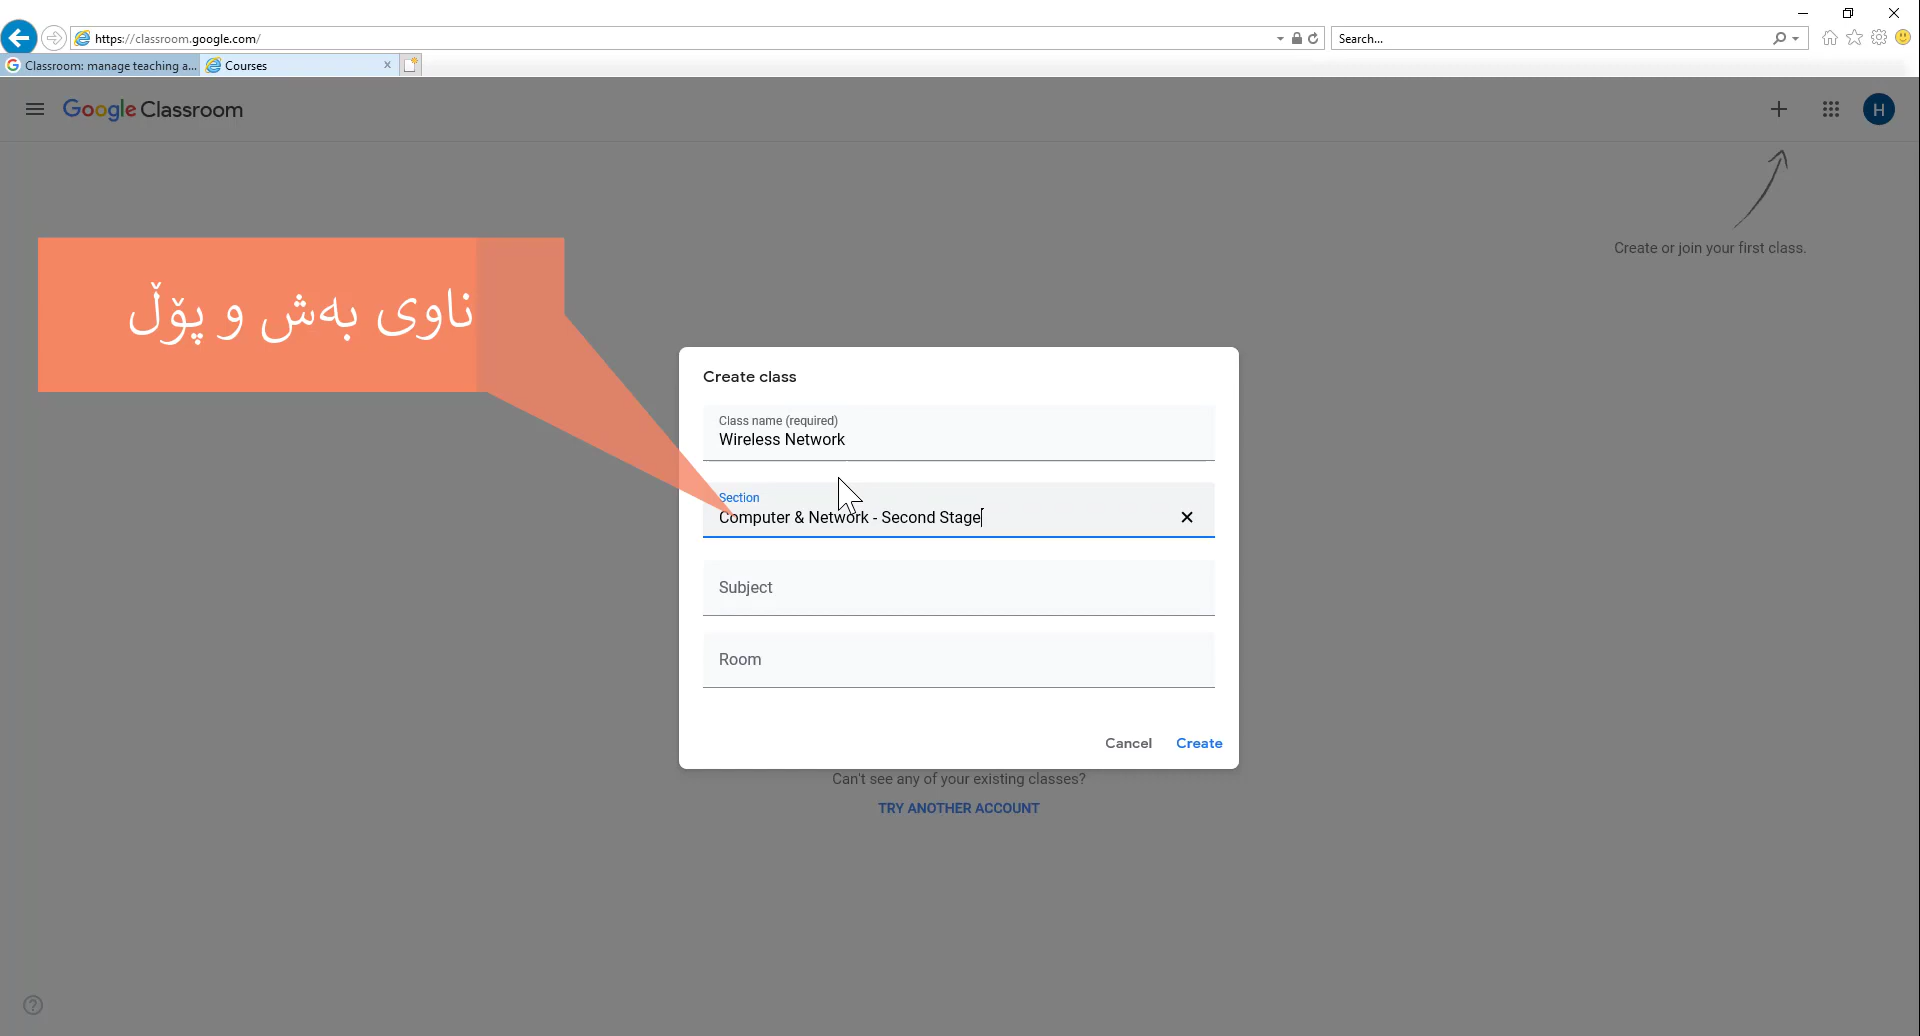 https://classroom.google.com/
Search...
Classroom: manage teaching a...
Courses
Google Classroom
H
Create or join your first class.
ناوی بەش و پۆڵ
Create class
Class name (required)
Wireless Network
Section
Computer & Network - Second Stage
Subject
Room
Cancel
Create
Can't see any of your existing classes?
TRY ANOTHER ACCOUNT